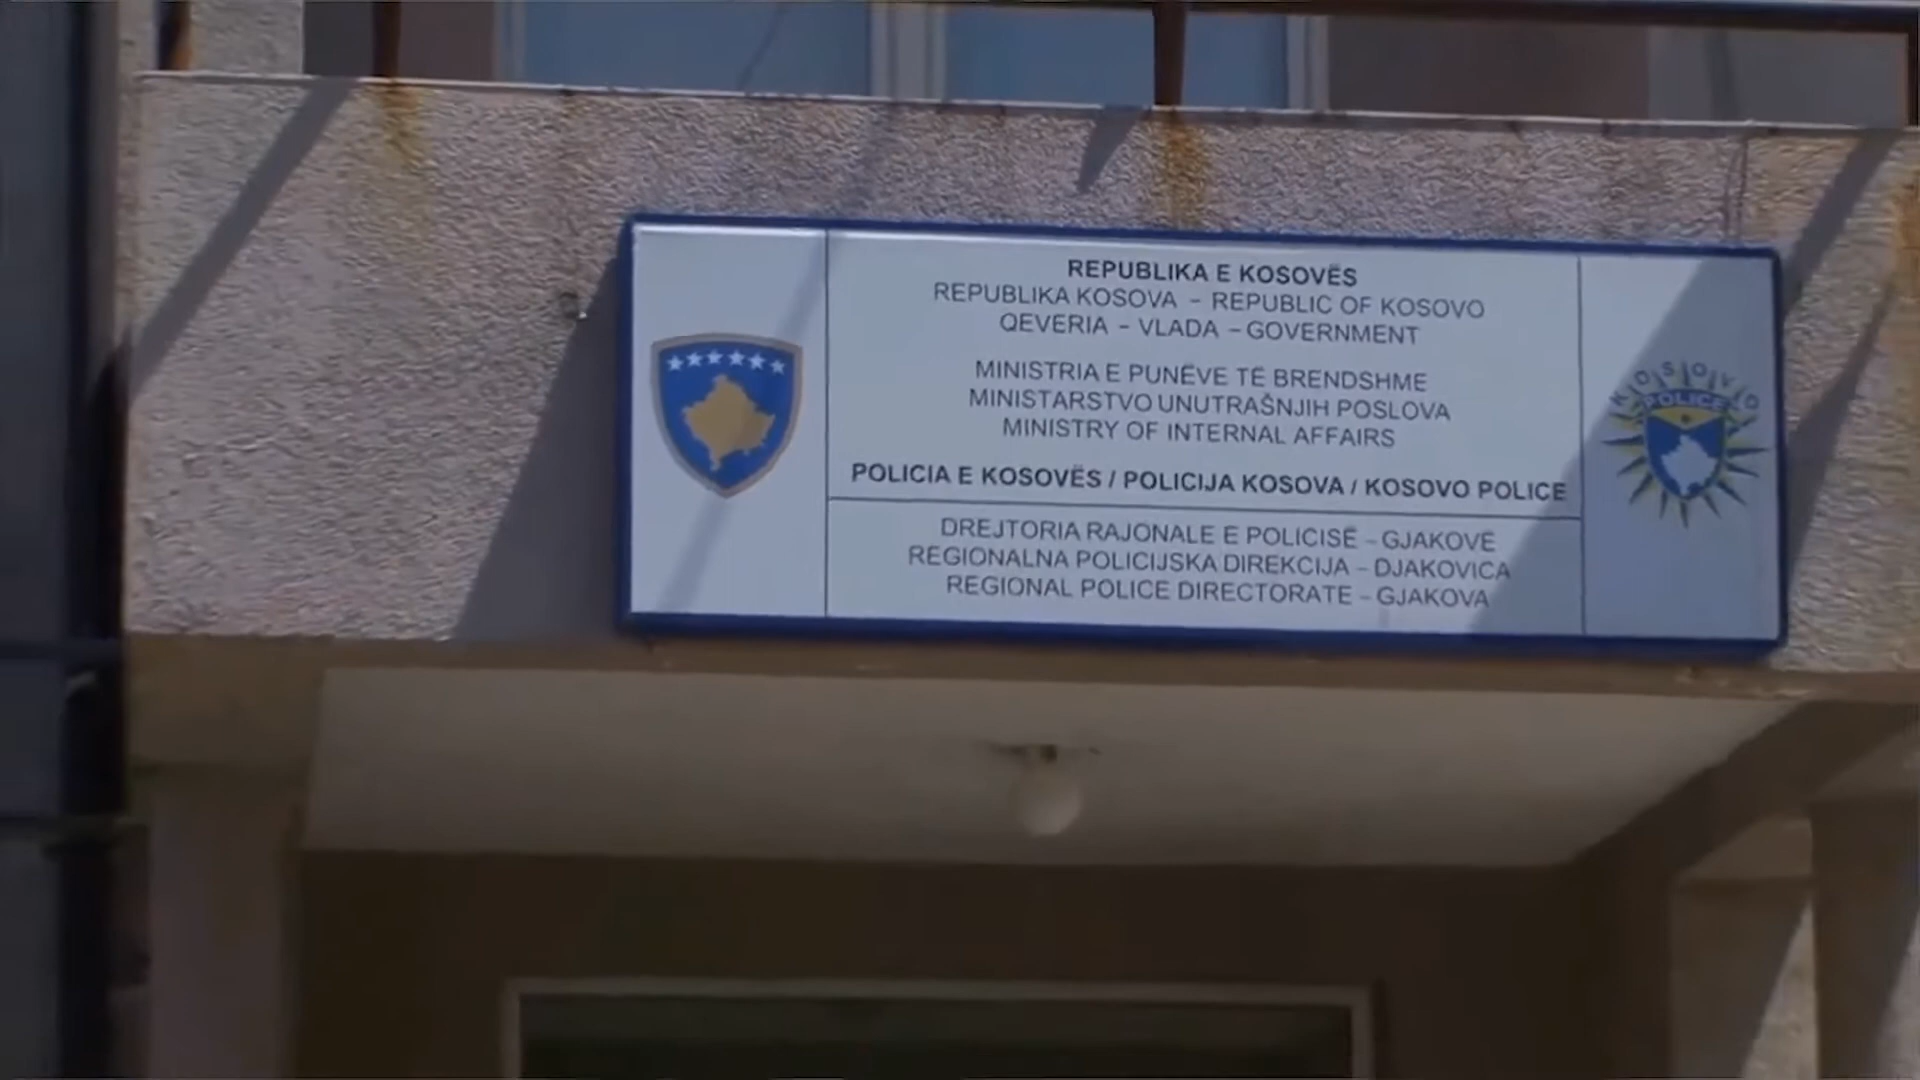 REPUBLIKA E KOSOVËS
REPUBLIKA KOSOVA – REPUBLIC OF KOSOVO
QEVERIA – VLADA – GOVERNMENT
MINISTRIA E PUNËVE TË BRENDSHME
MINISTARSTVO UNUTRAŠNJIH POSLOVA
MINISTRY OF INTERNAL AFFAIRS
POLICIA E KOSOVËS / POLICIJA KOSOVA / KOSOVO POLICE
DREJTORIA RAJONALE E POLICISË – GJAKOVË
REGIONALNA POLICIJSKA DIREKCIJA – DJAKOVICA
REGIONAL POLICE DIRECTORATE – GJAKOVA
KOSOVO
POLICE